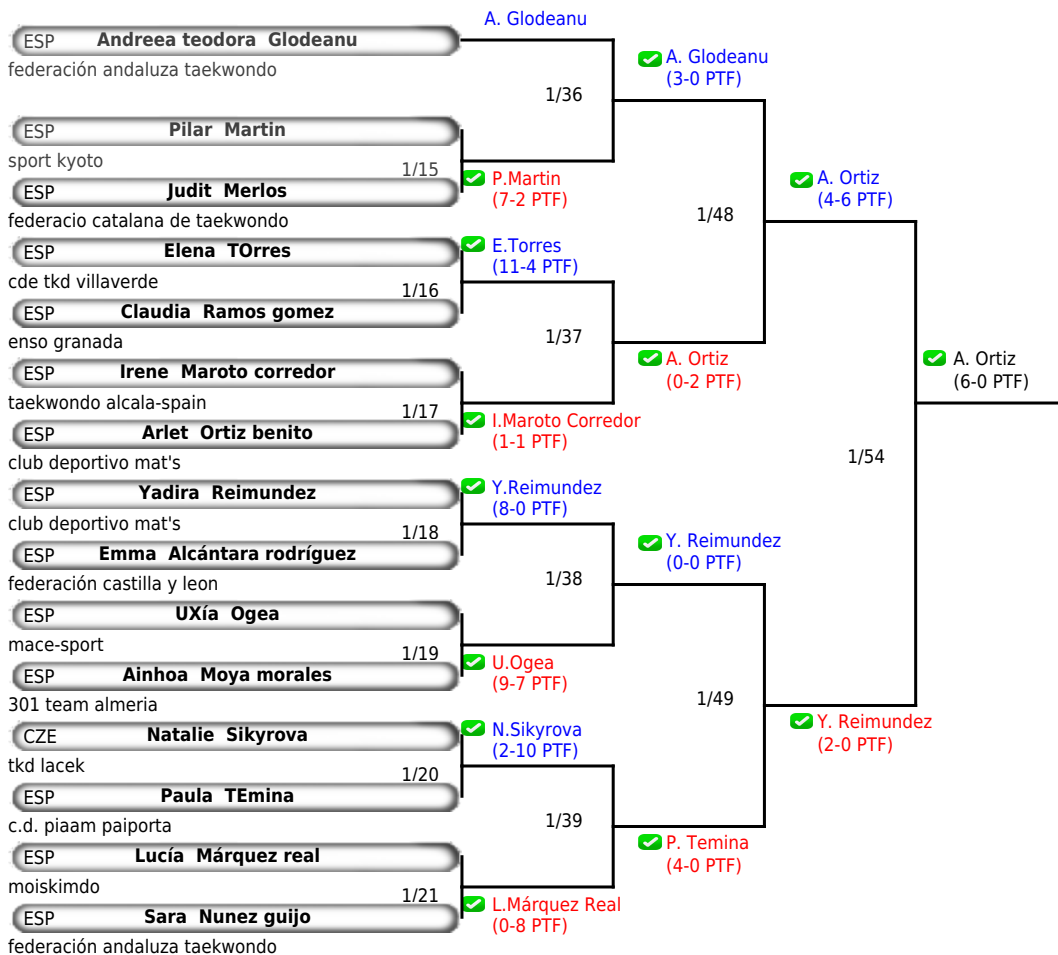 A. Glodeanu
ESP Andreea teodora Glodeanu
federación andaluza taekwondo
A. Glodeanu
(3-0 PTF)
1/36
ESP Pilar Martin
sport kyoto
1/15
P.Martin
(7-2 PTF)
ESP Judit Merlos
federacio catalana de taekwondo
A. Ortiz
(4-6 PTF)
1/48
ESP Elena TOrres
E.Torres
(11-4 PTF)
cde tkd villaverde
1/16
ESP Claudia Ramos gomez
enso granada
1/37
A. Ortiz
(0-2 PTF)
A. Ortiz
(6-0 PTF)
ESP Irene Maroto corredor
taekwondo alcala-spain
1/17
I.Maroto Corredor
(1-1 PTF)
ESP Arlet Ortiz benito
club deportivo mat's
1/54
ESP Yadira Reimundez
Y.Reimundez
(8-0 PTF)
club deportivo mat's
1/18
ESP Emma Alcántara rodríguez
federación castilla y leon
Y. Reimundez
(0-0 PTF)
1/38
ESP UXía Ogea
mace-sport
1/19
U.Ogea
(9-7 PTF)
ESP Ainhoa Moya morales
301 team almeria
1/49
Y. Reimundez
(2-0 PTF)
CZE Natalie Sikyrova
N.Sikyrova
(2-10 PTF)
tkd lacek
1/20
ESP Paula TEmina
c.d. piaam paiporta
1/39
P. Temina
(4-0 PTF)
ESP Lucía Márquez real
moiskimdo
1/21
L.Márquez Real
(0-8 PTF)
ESP Sara Nunez guijo
federación andaluza taekwondo